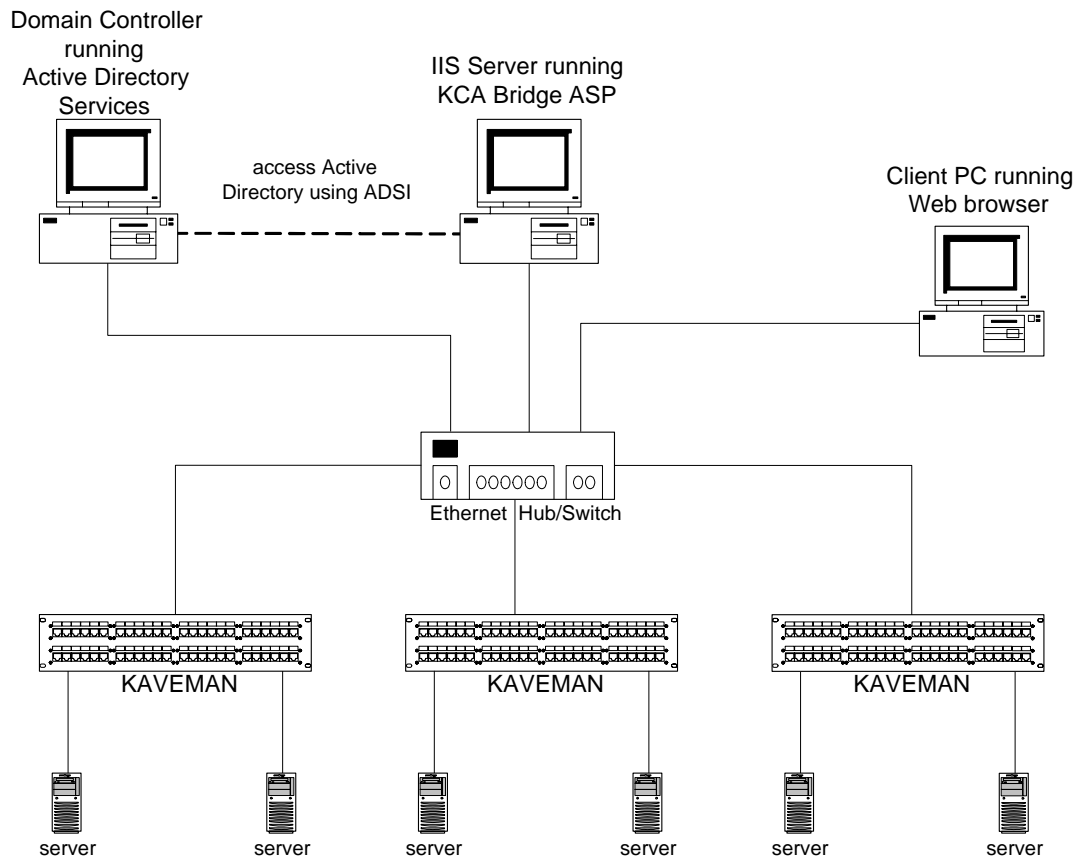 Domain Controller
running
Active Directory
Services
IIS Server running
KCA Bridge ASP
access Active
Directory using ADSI
Client PC running
Web browser
Ethernet Hub/Switch
KAVEMAN
KAVEMAN
KAVEMAN
server
server
server
server
server
server